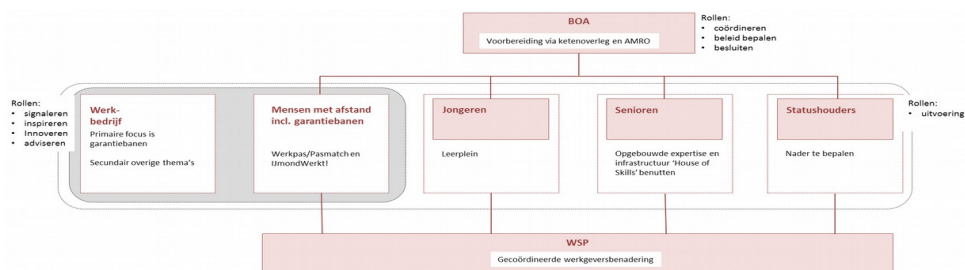 BOA
Voorbereiding via ketenoverleg en AMRO
Rollen:
• coördineren
• beleid bepalen
• besluiten
Rollen:
• signaleren
• inspireren
• Innoveren
• adviseren
Werk-
bedrijf
Primaire focus is
garantiebanen
Secundair overige thema's
Mensen met afstand
incl. garantiebanen
Werkpas/Pasmatch en
IJmondWerkt!
Jongeren
Leerplein
Senioren
Opgebouwde expertise en
infrastructuur 'House of
Skills' benutten
Statushouders
Nader te bepalen
Rollen:
• uitvoering
WSP
Gecoördineerde werkgeversbenadering